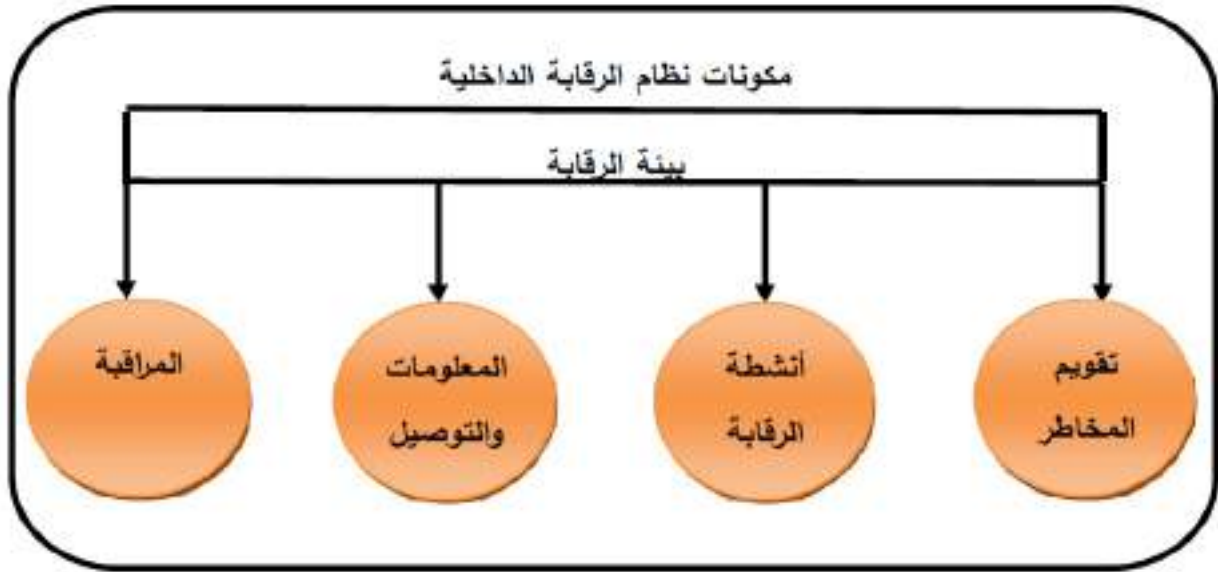 مكونات نظام الرقابة الداخلية
بيئة الرقابة
تقويم
المخاطر
أنشطة
الرقابة
المعلومات
والتوصيل
المراقبة